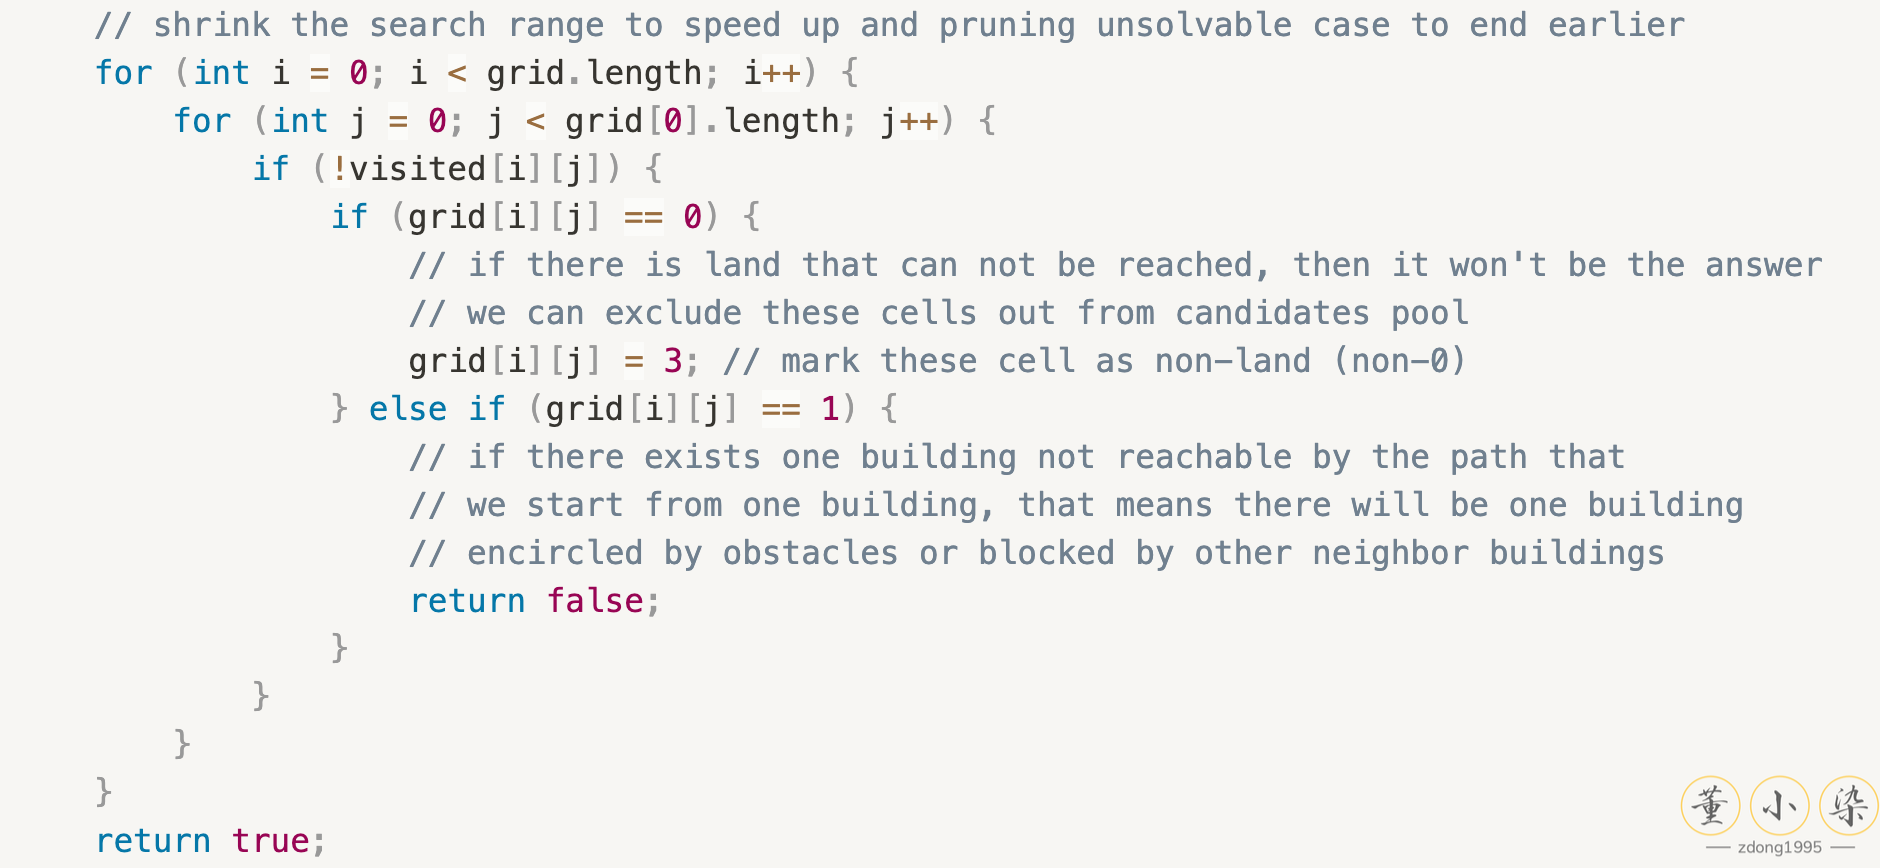 // shrink the search range to speed up and pruning unsolvable case to end earlier
for (int i = 0; i < grid.length; i++) {
    for (int j = 0; j < grid[0].length; j++) {
        if (!visited[i][j]) {
            if (grid[i][j] == 0) {
                // if there is land that can not be reached, then it won't be the answer
                // we can exclude these cells out from candidates pool
                grid[i][j] = 3; // mark these cell as non-land (non-0)
            } else if (grid[i][j] == 1) {
                // if there exists one building not reachable by the path that
                // we start from one building, that means there will be one building
                // encircled by obstacles or blocked by other neighbor buildings
                return false;
            }
        }
    }
}
return true;
董小染
zdong1995